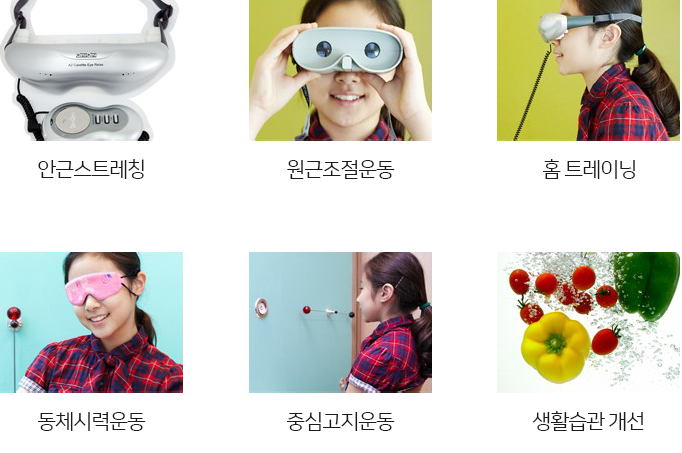 안근스트레칭
원근조절운동
홈 트레이닝
동체시력운동
중심고지운동
생활습관 개선